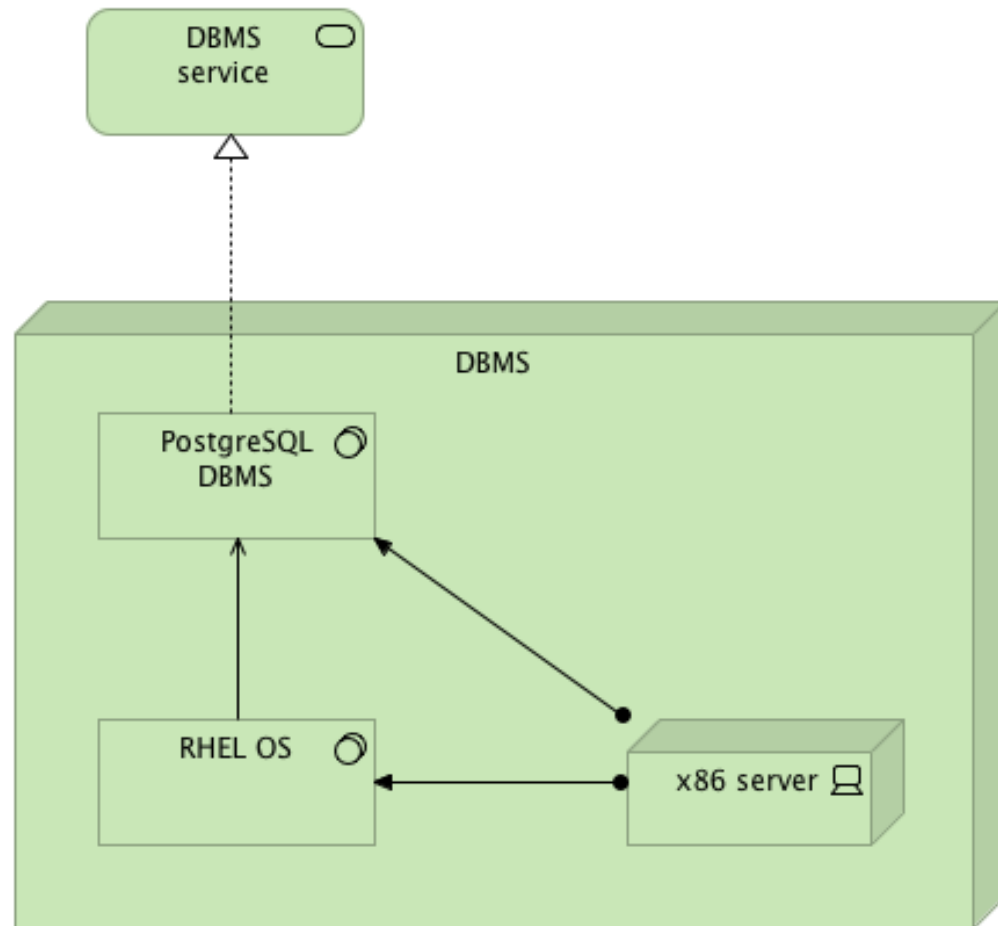 DBMS
service
DBMS
PostgreSQL
DBMS
RHEL OS
x86 server